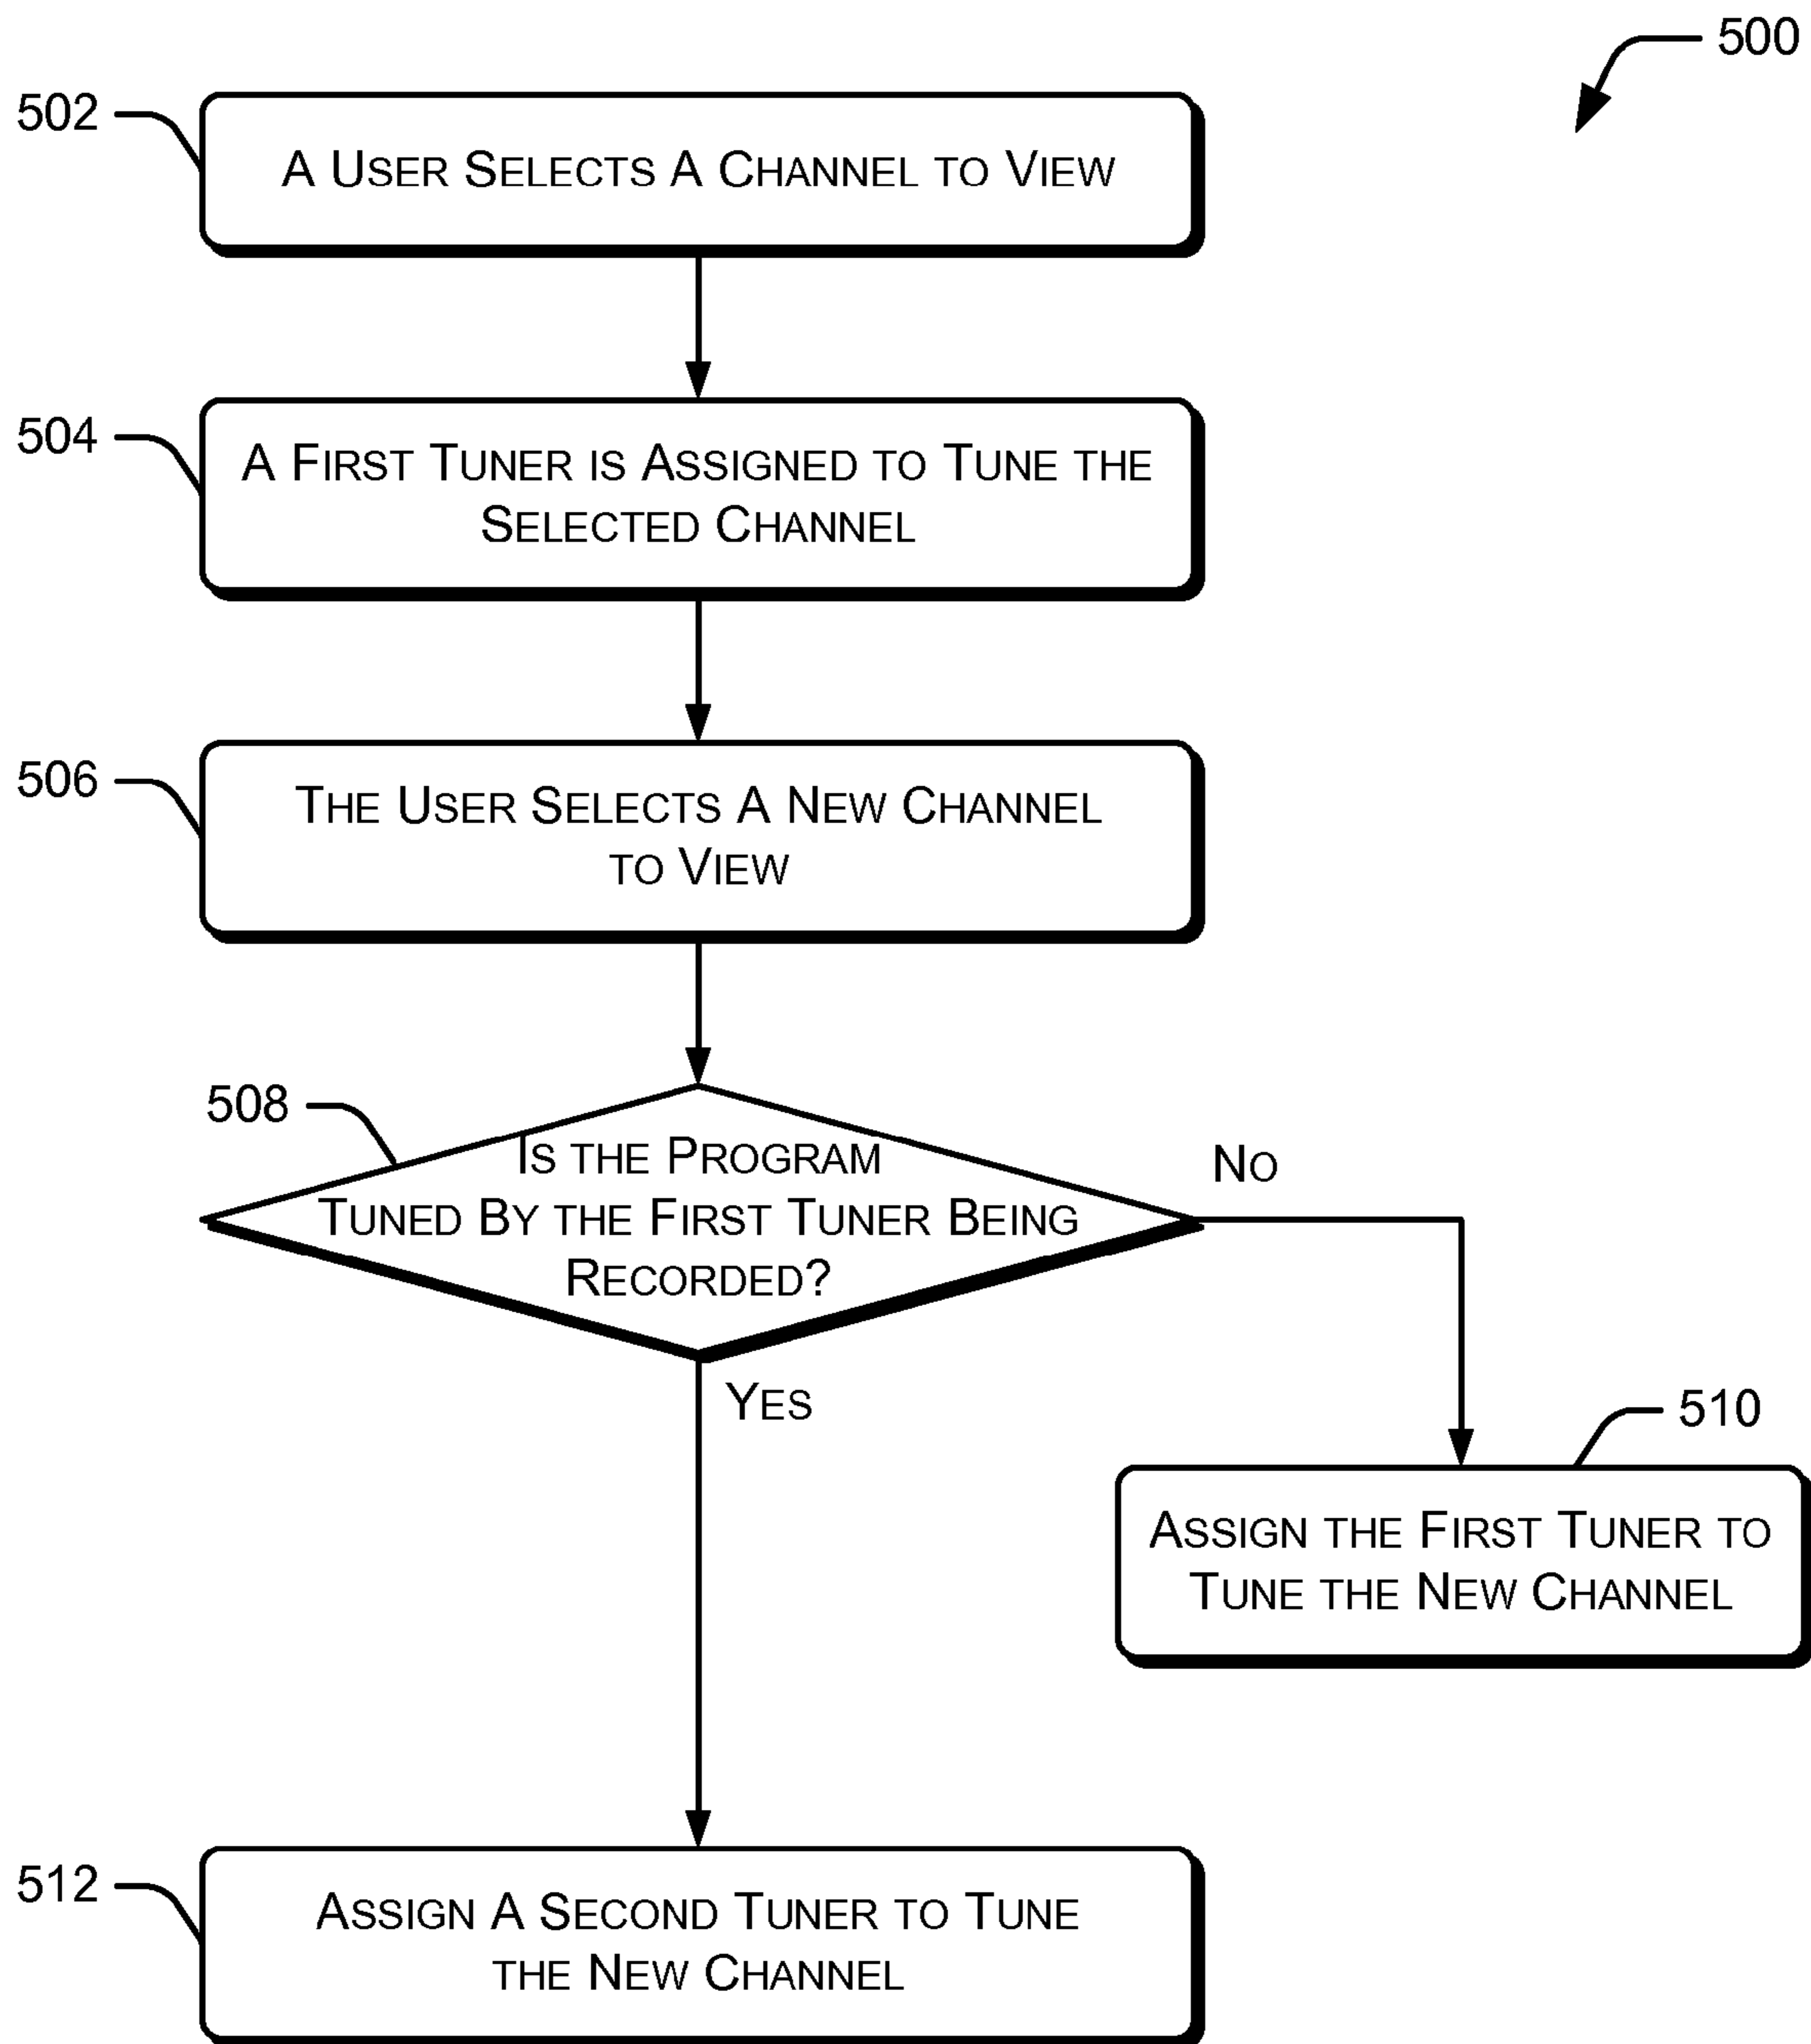 500
502
A User Selects A Channel to View
504
A First Tuner is Assigned to Tune the
Selected Channel
506
The User Selects A New Channel
to View
508
Is the Program
Tuned By the First Tuner Being
Recorded?
No
Yes
510
Assign the First Tuner to
Tune the New Channel
512
Assign A Second Tuner to Tune
the New Channel